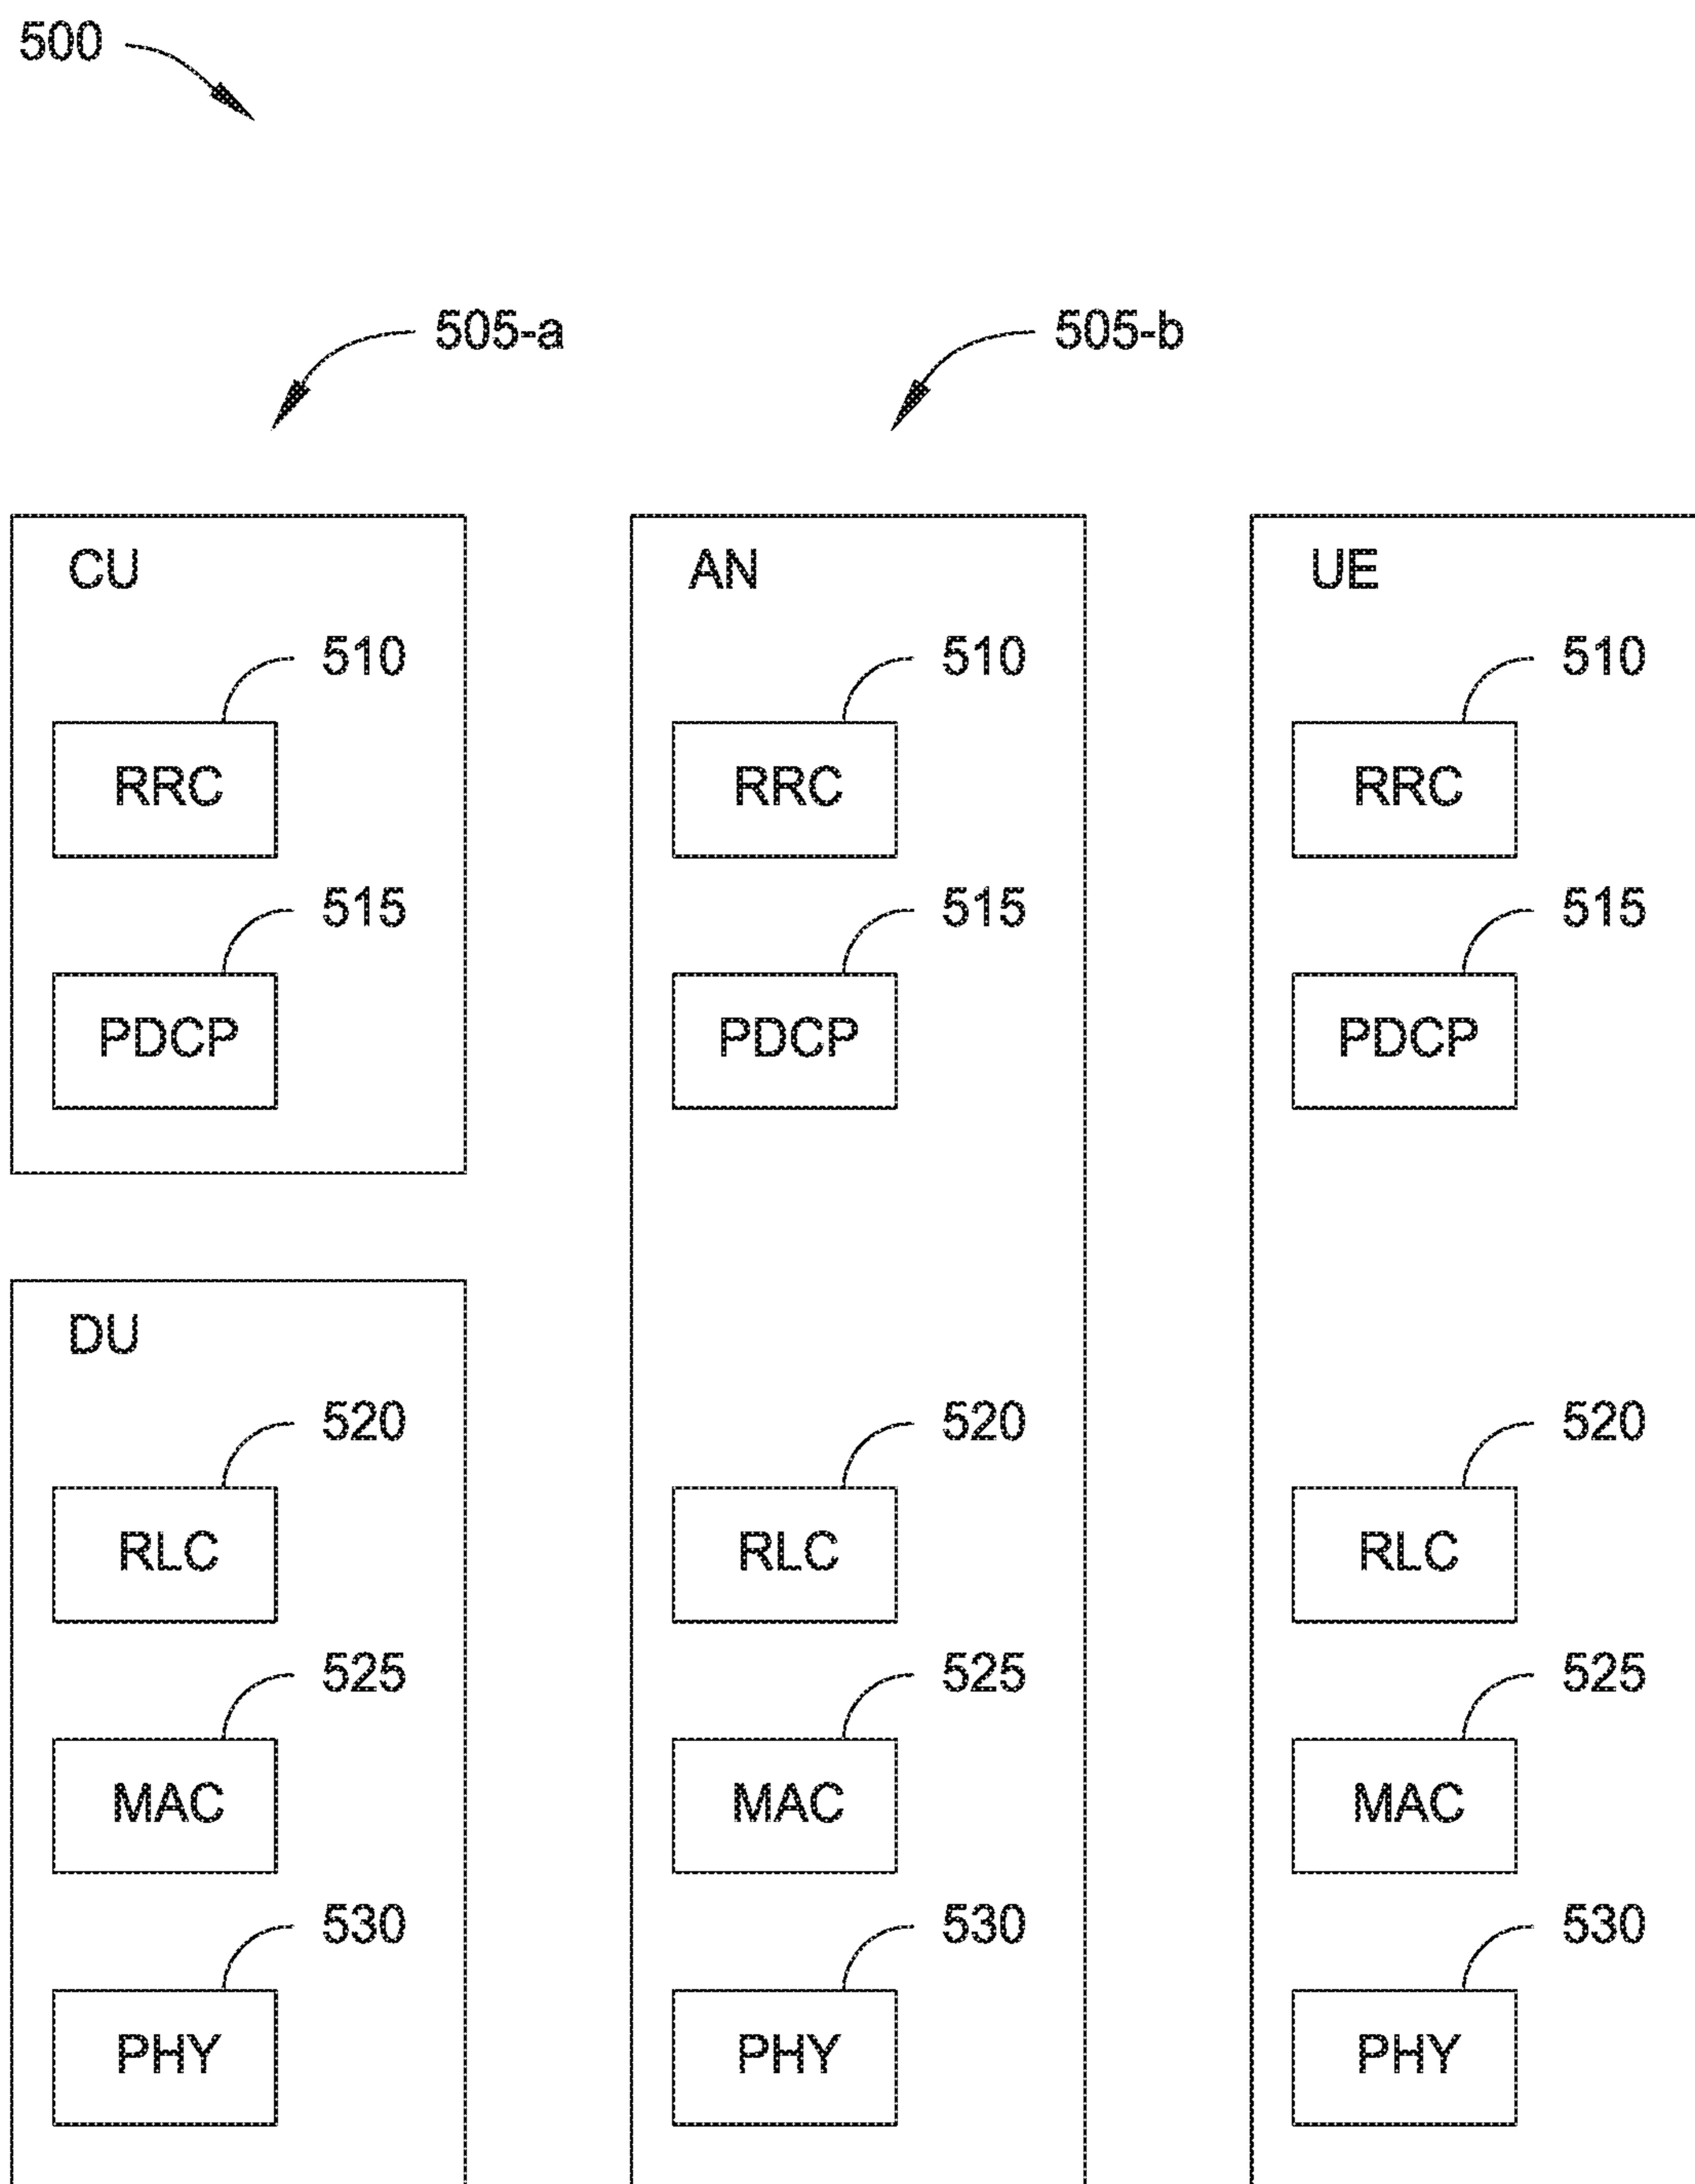 500
505-a 505-b
CU AN UE
510 510 510
RRC RRC RRC
515 515 515
PDCP PDCP PDCP
DU
520 520 520
RLC RLC RLC
525 525 525
MAC MAC MAC
530 530 530
PHY PHY PHY